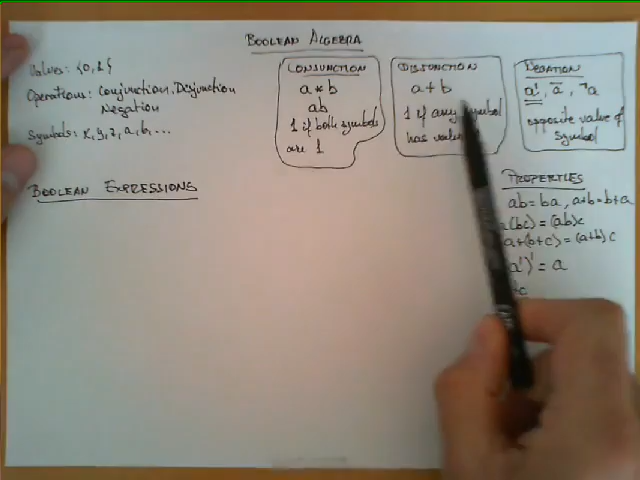 BOOLEAN ALGEBRA
Values: {0,1}
Operations: Conjunction, Disjunction
Negation
Symbols: x, y, z, a, b, ...
CONJUNCTION
a * b
ab
1 if both symbols
are 1
DISJUNCTION
a + b
1 if any symbol
has
NEGATION
a', a̅, ¬a
opposite value of
symbol
PROPERTIES
ab = ba, a+b = b+a
(bc) = (ab)c
a+(b+c) = (a+b)c
a')' = a
BOOLEAN EXPRESSIONS